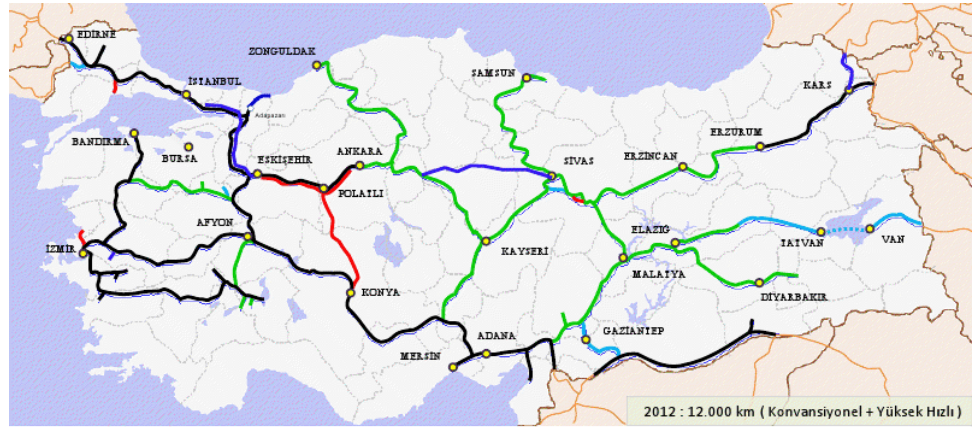 EDİRNE
ZONGULDAK
SAMSUN
KARS
İSTANBUL
Adapazarı
BANDIRMA
BURSA
ESKİŞEHİR
ANKARA
SİVAS
ERZİNCAN
ERZURUM
POLATLI
AFYON
İZMİR
KAYSERİ
ELAZIĞ
TATVAN
VAN
MALATYA
KONYA
DİYARBAKIR
GAZİANTEP
ADANA
MERSİN
2012 : 12.000 km ( Konvansiyonel + Yüksek Hızlı )